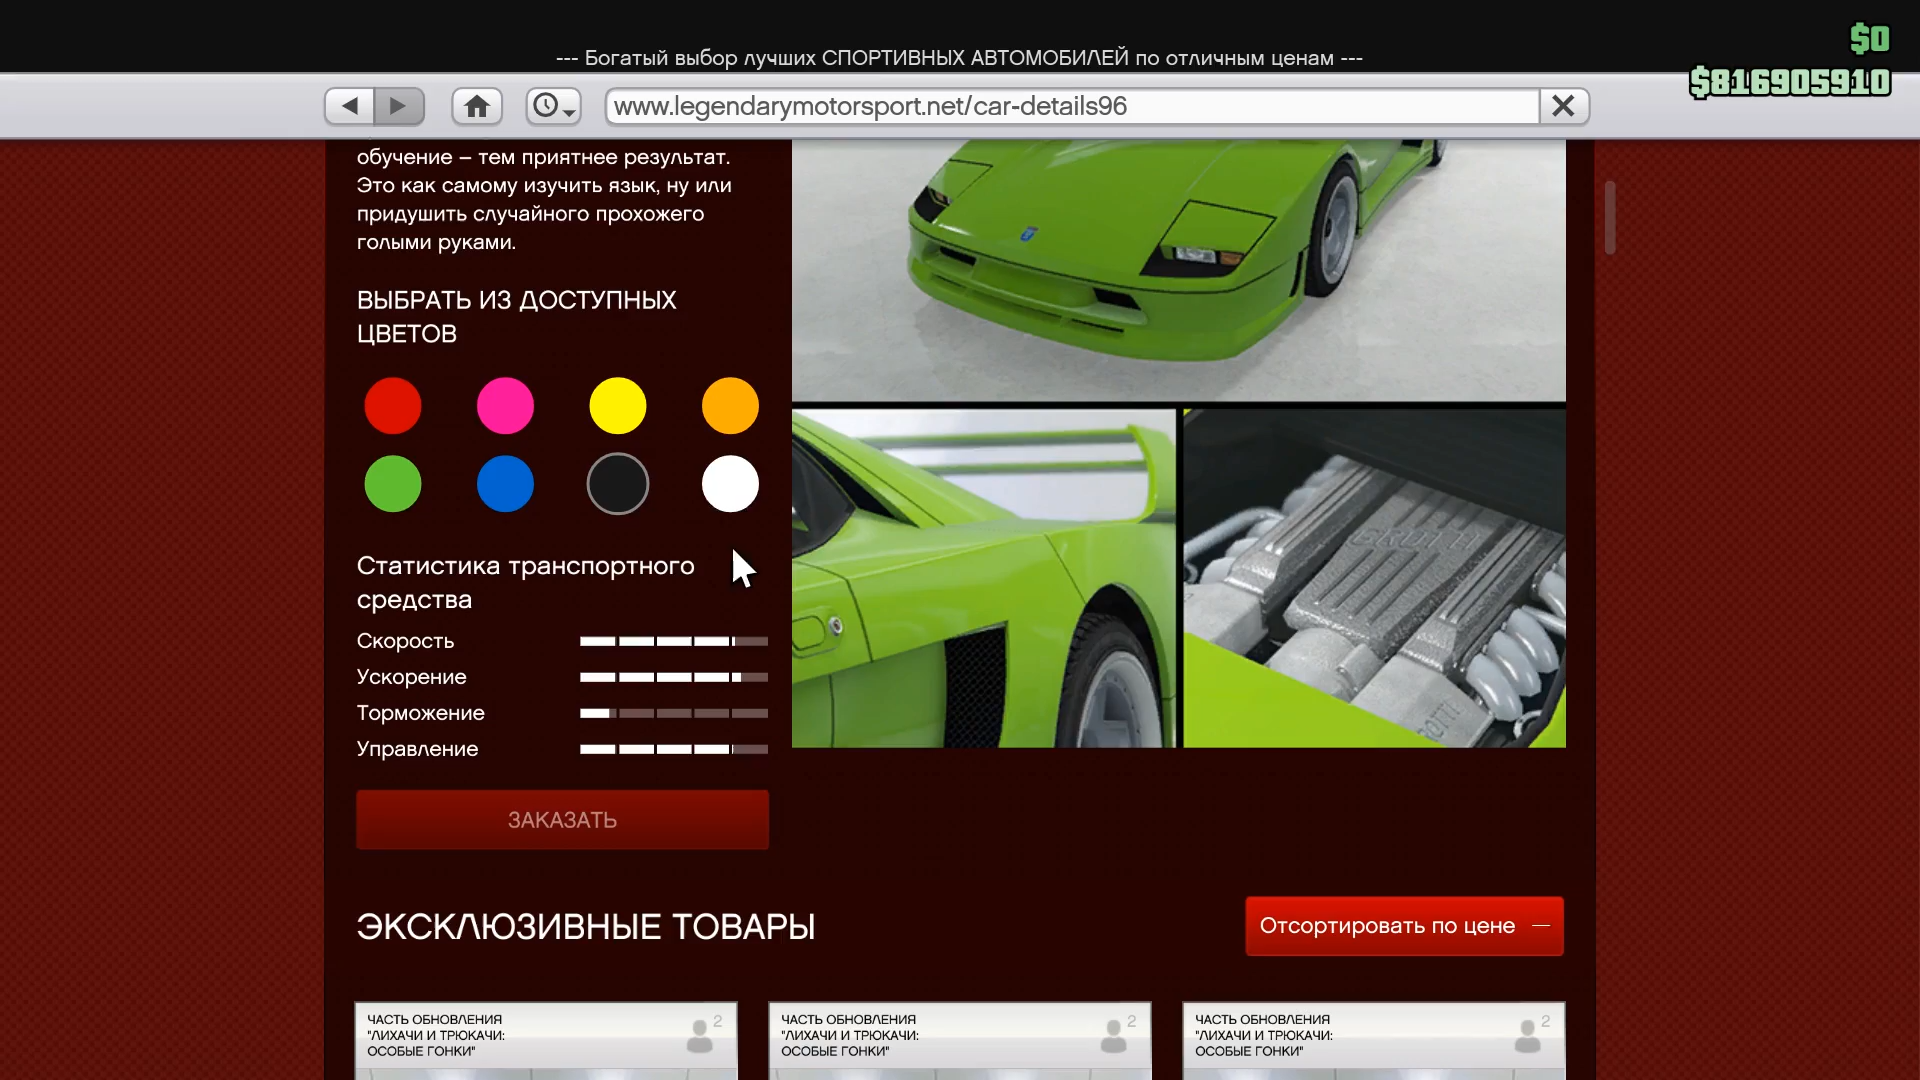 $0
--- Богатый выбор лучших СПОРТИВНЫХ АВТОМОБИЛЕЙ по отличным ценам ---
$816905910
www.legendarymotorsport.net/car-details96
обучение – тем приятнее результат.
Это как самому изучить язык, ну или
придушить случайного прохожего
голыми руками.
ВЫБРАТЬ ИЗ ДОСТУПНЫХ
ЦВЕТОВ
Статистика транспортного
средства
Скорость
Ускорение
Торможение
Управление
ЗАКАЗАТЬ
ЭКСКЛЮЗИВНЫЕ ТОВАРЫ
Отсортировать по цене
ЧАСТЬ ОБНОВЛЕНИЯ
"ЛИХАЧИ И ТРЮКАЧИ:
ОСОБЫЕ ГОНКИ"
2
ЧАСТЬ ОБНОВЛЕНИЯ
"ЛИХАЧИ И ТРЮКАЧИ:
ОСОБЫЕ ГОНКИ"
2
ЧАСТЬ ОБНОВЛЕНИЯ
"ЛИХАЧИ И ТРЮКАЧИ:
ОСОБЫЕ ГОНКИ"
2